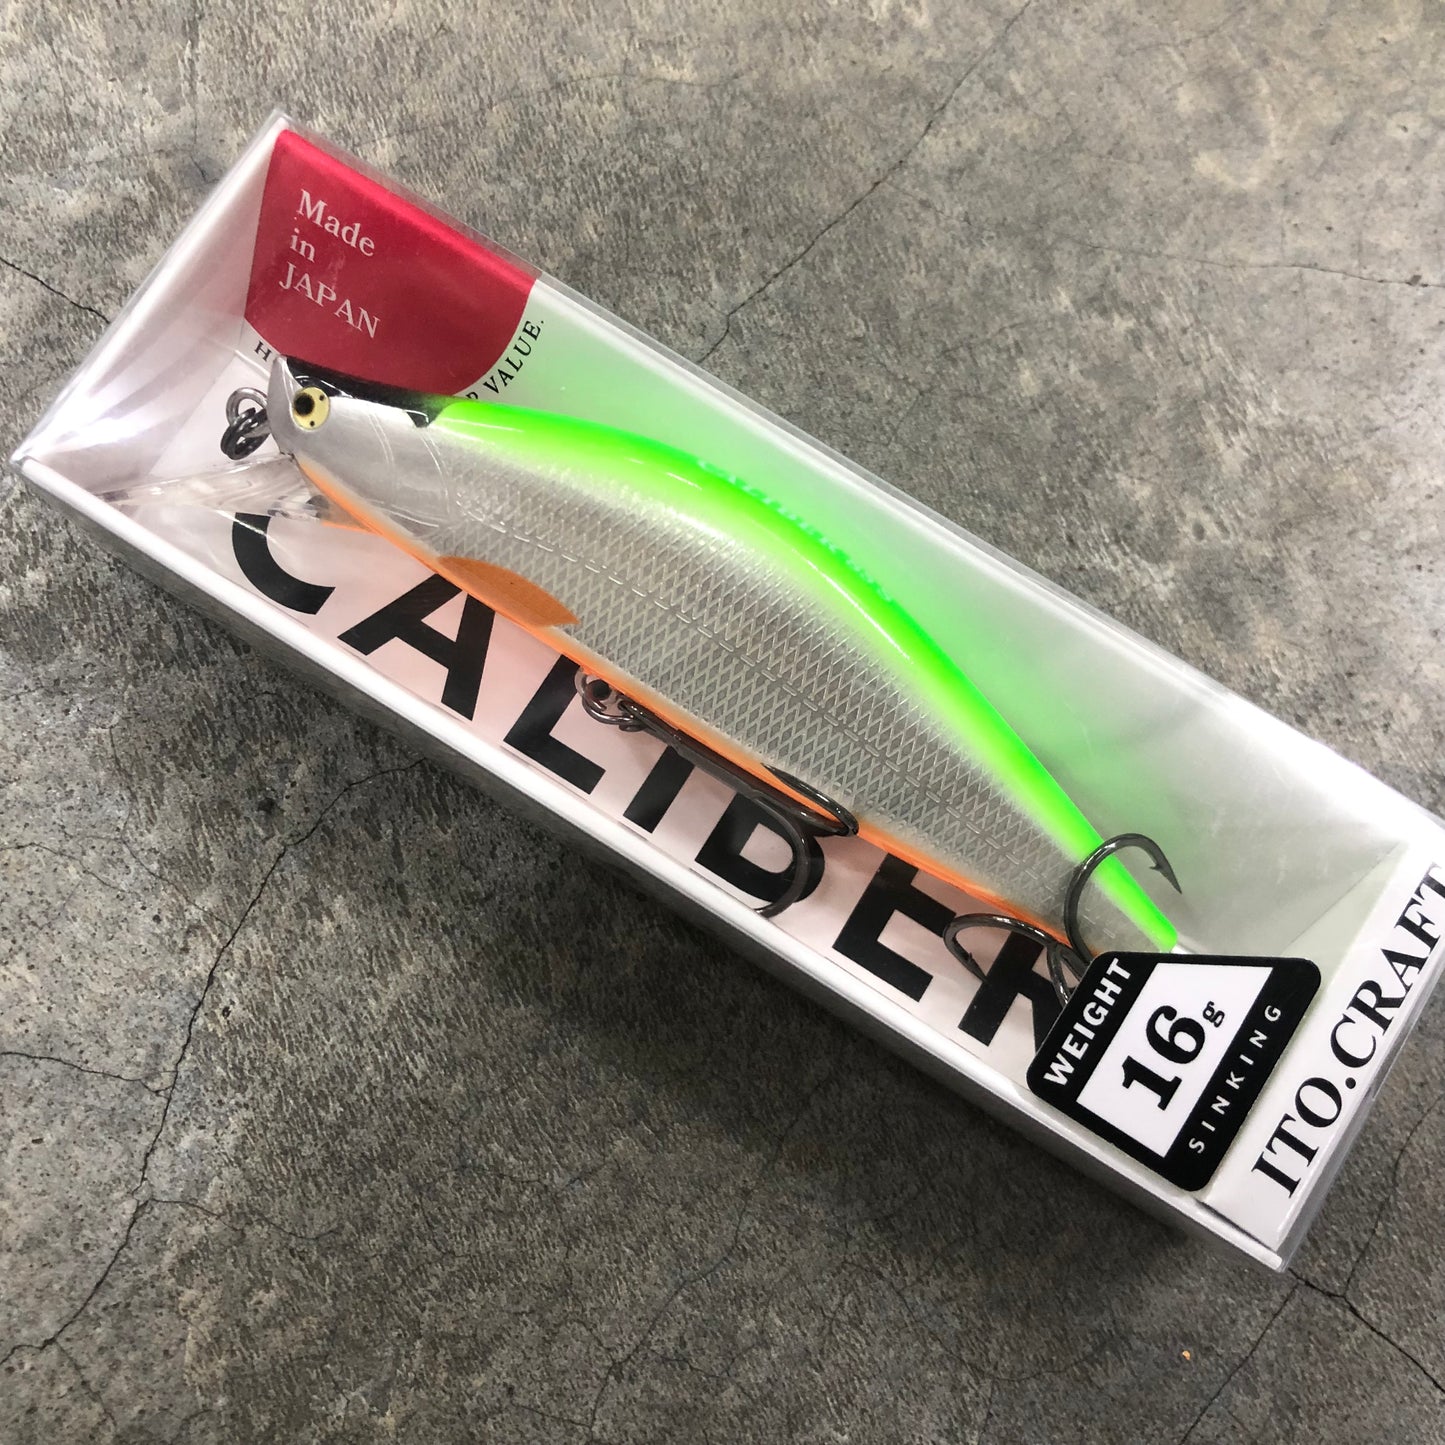 Made
in
JAPAN
VALUE.
CALIBER
WEIGHT
16g
SINKING
ITO.CRAFT